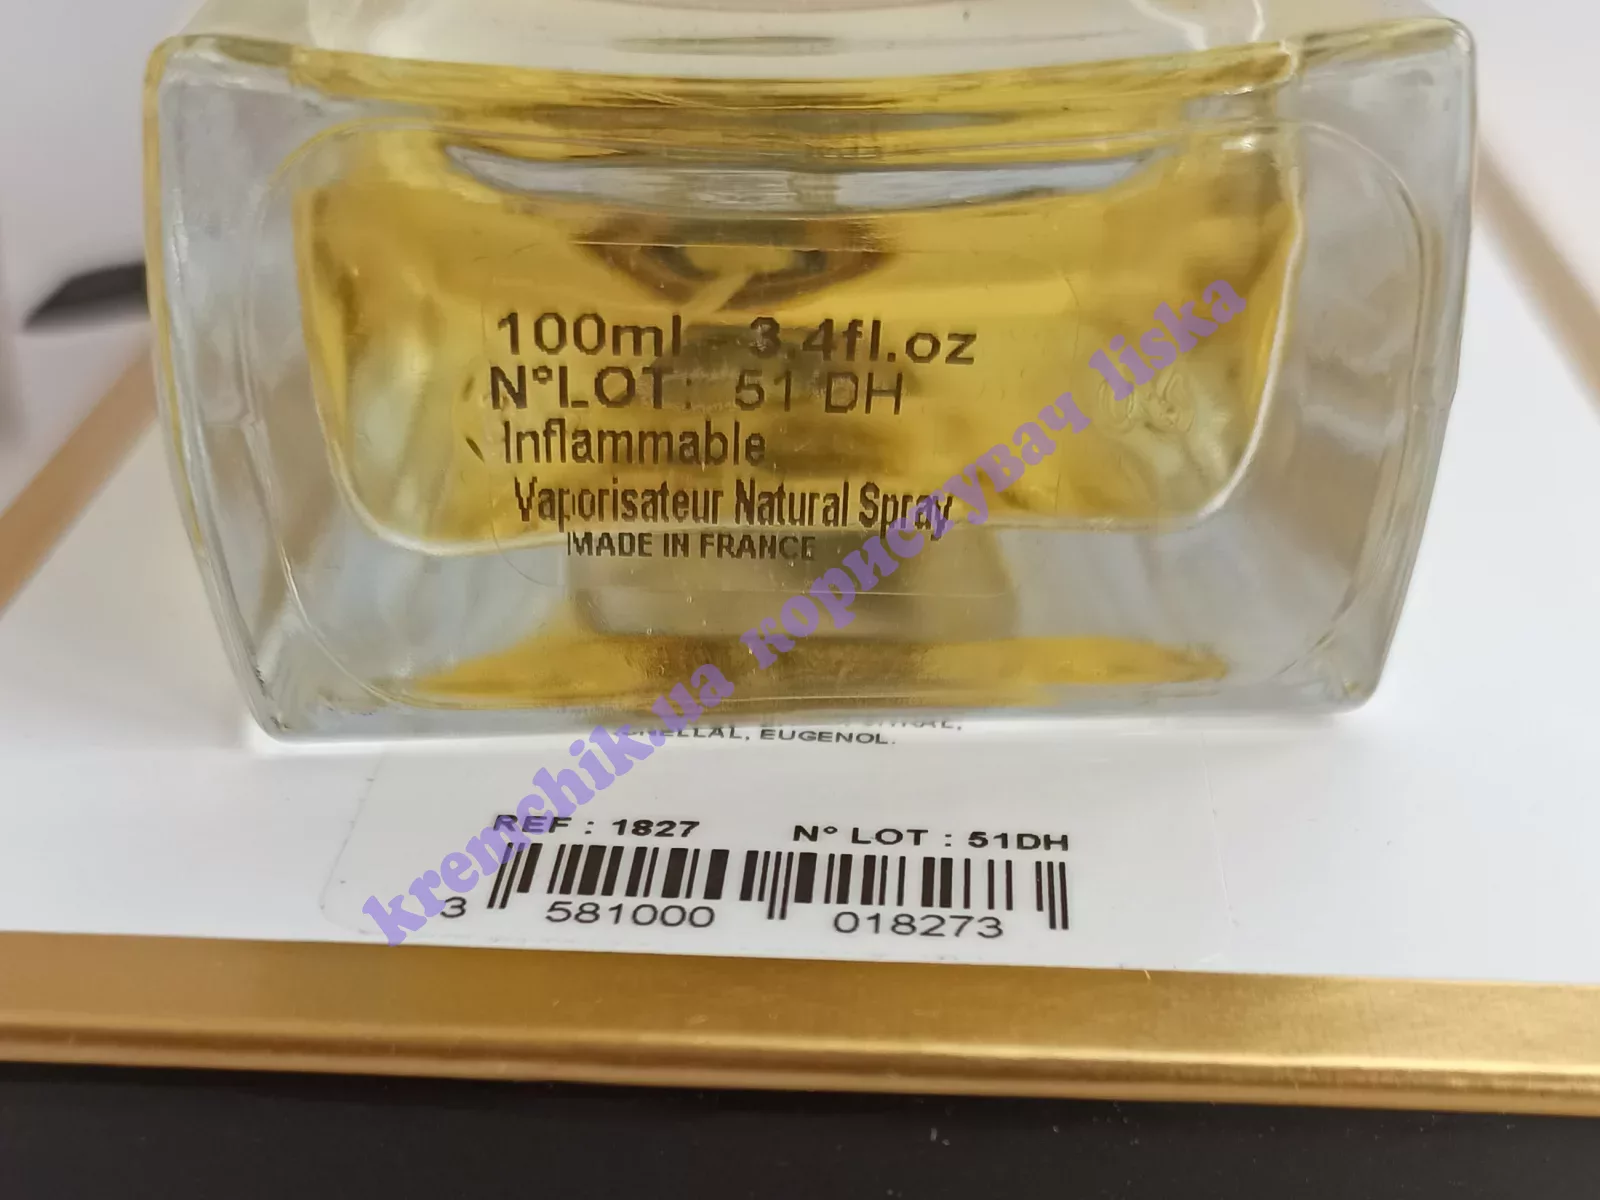 100ml 3.4fl.oz
N°LOT: 51 DH
Inflammable
Vaporisateur Natural Spray
MADE IN FRANCE
EUGENOL.
REF : 1827 N° LOT : 51DH
3 581000 018273
kremchik.ua користувач liska